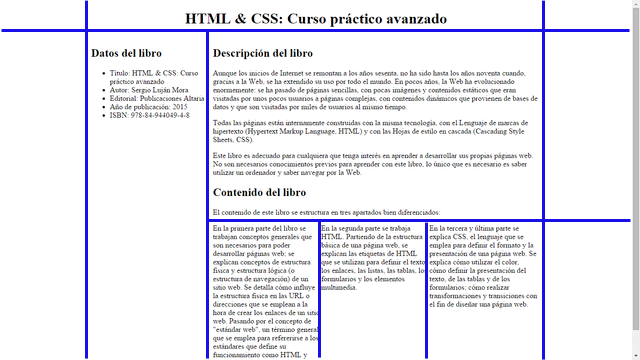 HTML & CSS: Curso práctico avanzado
Datos del libro
Título: HTML & CSS: Curso
práctico avanzado
Autor: Sergio Luján Mora
Editorial: Publicaciones Altaria
Año de publicación: 2015
ISBN: 978-84-944049-4-8
Descripción del libro
Aunque los inicios de Internet se remontan a los años sesenta, no ha sido hasta los años noventa cuando,
gracias a la Web, se ha extendido su uso por todo el mundo. En pocos años, la Web ha evolucionado
enormemente: se ha pasado de páginas sencillas, con pocas imágenes y contenidos estáticos que eran
visitadas por unos pocos usuarios a páginas complejas, con contenidos dinámicos que provienen de bases de
datos y que son visitadas por miles de usuarios al mismo tiempo.
Todas las páginas están internamente construidas con la misma tecnología, con el Lenguaje de marcas de
hipertexto (Hypertext Markup Language, HTML) y con las Hojas de estilo en cascada (Cascading Style
Sheets, CSS).
Este libro es adecuado para cualquiera que tenga interés en aprender a desarrollar sus propias páginas web.
No son necesarios conocimientos previos para aprender con este libro, lo único que es necesario es saber
utilizar un ordenador y saber navegar por la Web.
Contenido del libro
El contenido de este libro se estructura en tres apartados bien diferenciados:
En la primera parte del libro se
trabajan conceptos generales que
son necesarios para poder
desarrollar páginas web; se
explican conceptos de estructura
física y estructura lógica (o
estructura de navegación) de un
sitio web. Se detalla cómo influye
la estructura física en las URL o
direcciones que se emplean a la
hora de crear los enlaces de un sitio
web. Pasando por el concepto de
"estándar web", un término general
que se emplea para refererirse a los
estándares que define su
funcionamiento como HTML y
En la segunda parte se trabaja
HTML. Partiendo de la estructura
básica de una página web, se
explican las etiquetas de HTML
que se utilizan para definir el texto,
los enlaces, las listas, las tablas, los
formularios y los elementos
multimedia.
En la tercera y última parte se
explica CSS, el lenguaje que se
emplea para definir el formato y la
presentación de una página web. Se
explica cómo utilizar el color,
cómo definir la presentación del
texto, de las tablas y de los
formularios; cómo realizar
transformaciones y transiciones con
el fin de diseñar una página web.